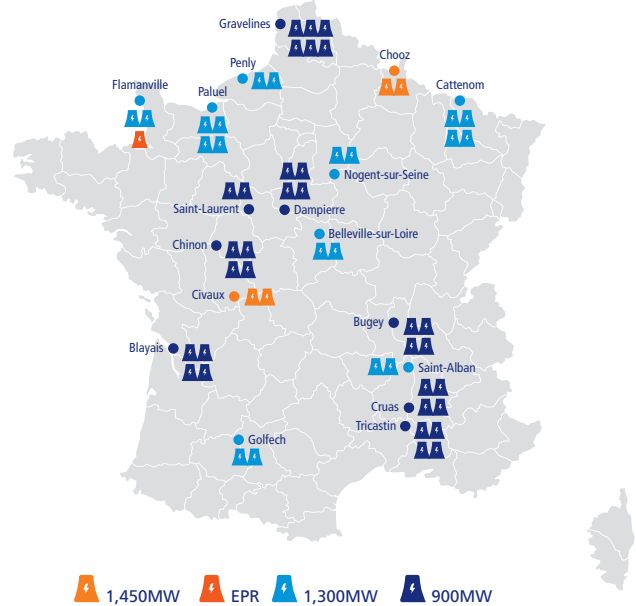 Gravelines
Chooz
Penly
Flamanville
Paluel
Cattenom
Nogent-sur-Seine
Saint-Laurent
Dampierre
Belleville-sur-Loire
Chinon
Civaux
Bugey
Blayais
Saint-Alban
Cruas
Tricastin
Golfech
1,450MW
EPR
1,300MW
900MW